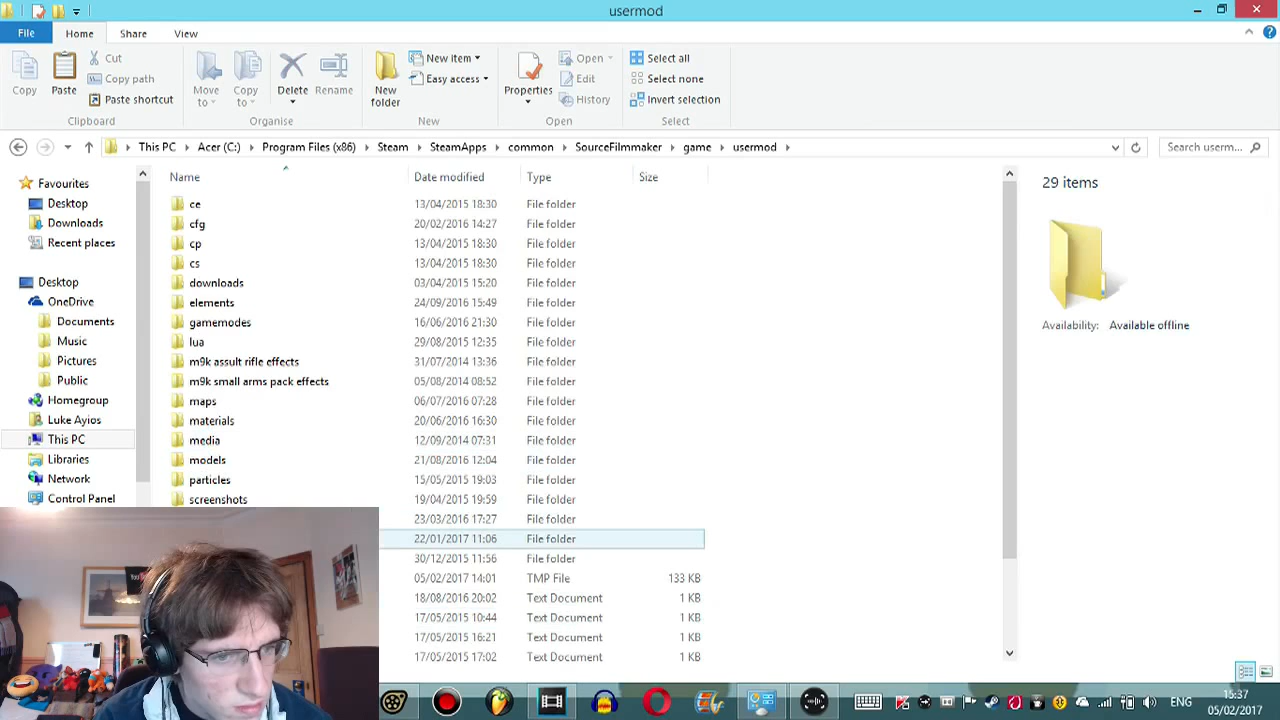 usermod
File Home Share View
Copy
Paste
Cut
Copy path
Paste shortcut
Clipboard
Move to
Copy to
Delete
Rename
Organise
New folder
New item
Easy access
New
Properties
Open
Edit
History
Open
Select all
Select none
Invert selection
Select
This PC Acer (C:) Program Files (x86) Steam SteamApps common SourceFilmmaker game usermod
Search userm...
Name Date modified Type Size
ce 13/04/2015 18:30 File folder
cfg 20/02/2016 14:27 File folder
cp 13/04/2015 18:30 File folder
cs 13/04/2015 18:30 File folder
downloads 03/04/2015 15:20 File folder
elements 24/09/2016 15:49 File folder
gamemodes 16/06/2016 21:30 File folder
lua 29/08/2015 12:35 File folder
m9k assult rifle effects 31/07/2014 13:36 File folder
m9k small arms pack effects 05/08/2014 08:52 File folder
maps 06/07/2016 07:28 File folder
materials 20/06/2016 16:30 File folder
media 12/09/2014 07:31 File folder
models 21/08/2016 12:04 File folder
particles 15/05/2015 19:03 File folder
screenshots 19/04/2015 19:59 File folder
23/03/2016 17:27 File folder
22/01/2017 11:06 File folder
30/12/2015 11:56 File folder
05/02/2017 14:01 TMP File 133 KB
18/08/2016 20:02 Text Document 1 KB
17/05/2015 10:44 Text Document 1 KB
17/05/2015 16:21 Text Document 1 KB
17/05/2015 17:02 Text Document 1 KB
Favourites
Desktop
Downloads
Recent places
Desktop
OneDrive
Documents
Music
Pictures
Public
Homegroup
Luke Ayios
This PC
Libraries
Network
Control Panel
29 items
Availability: Available offline
ENG
15:37
05/02/2017